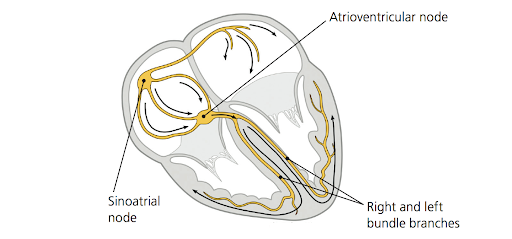 Atrioventricular node
Sinoatrial
node
Right and left
bundle branches